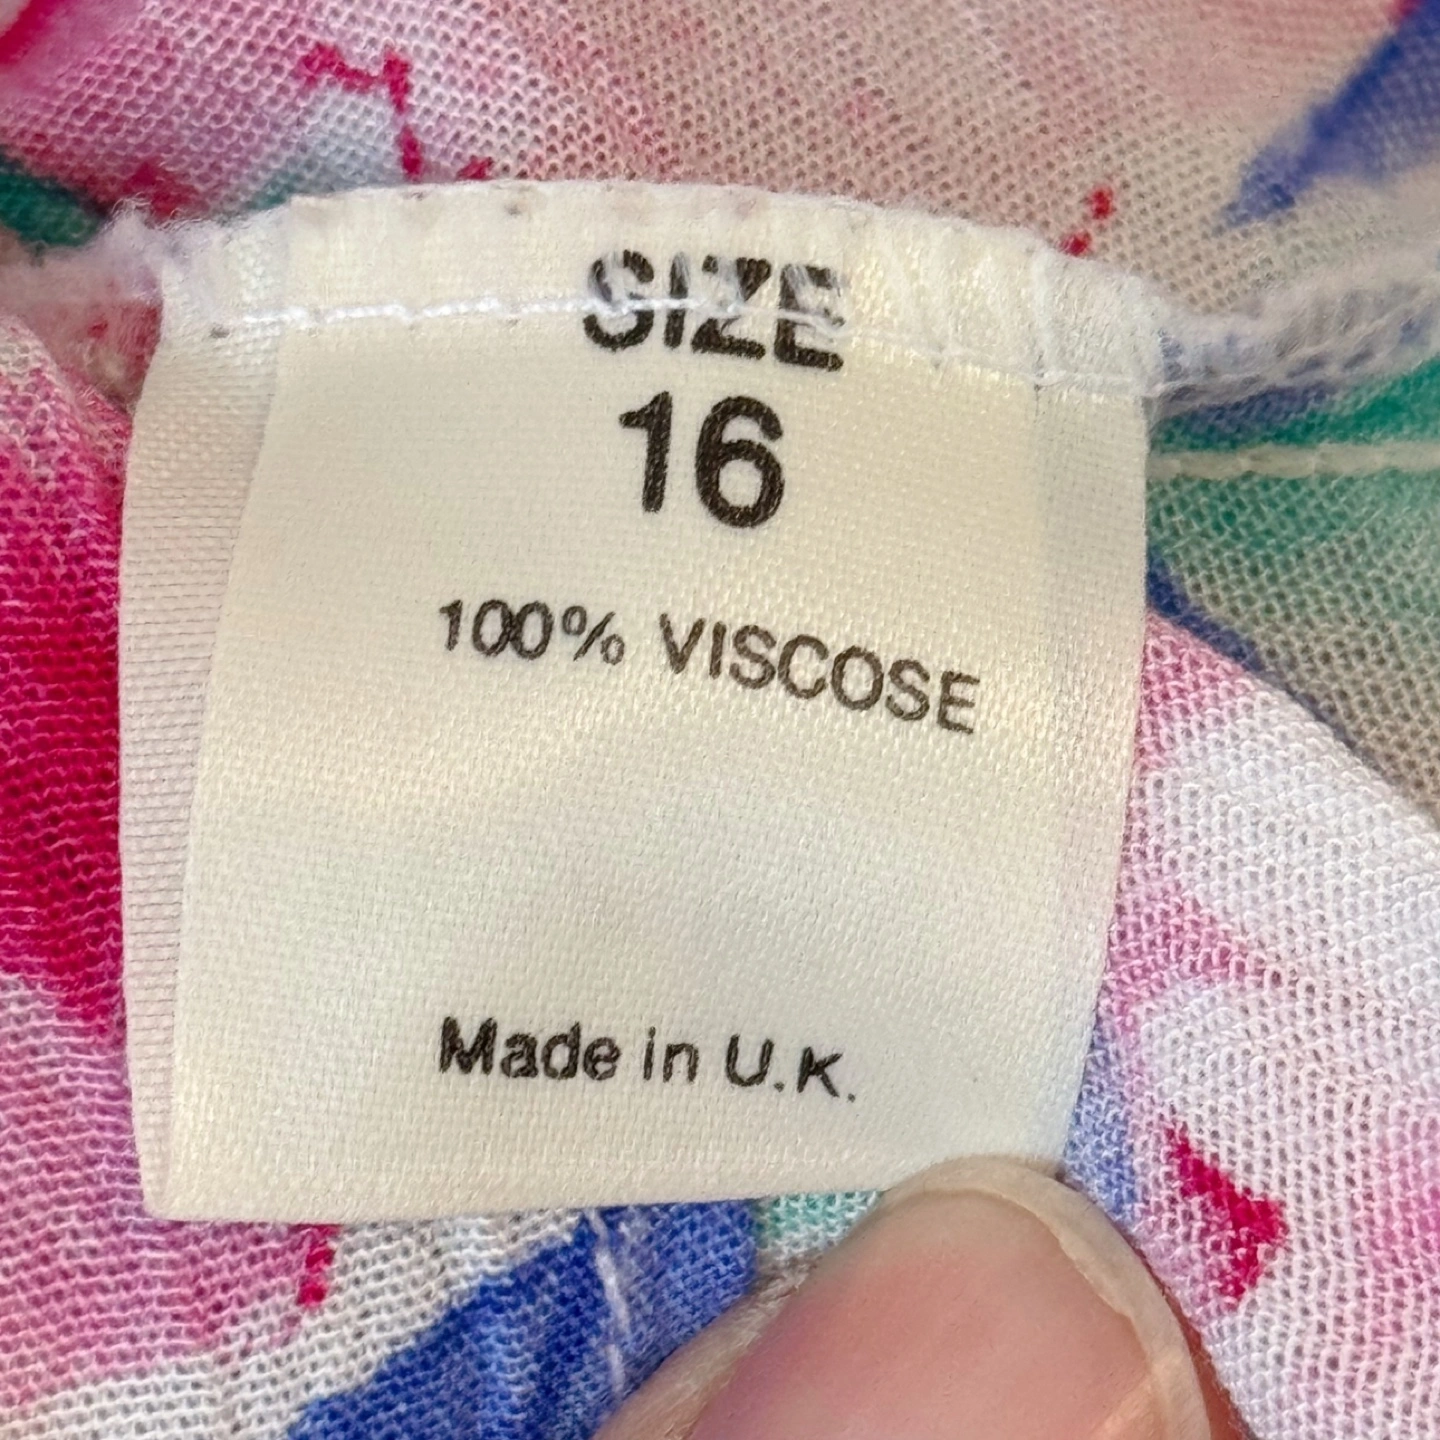 SIZE
16
100% VISCOSE
Made in U.K.